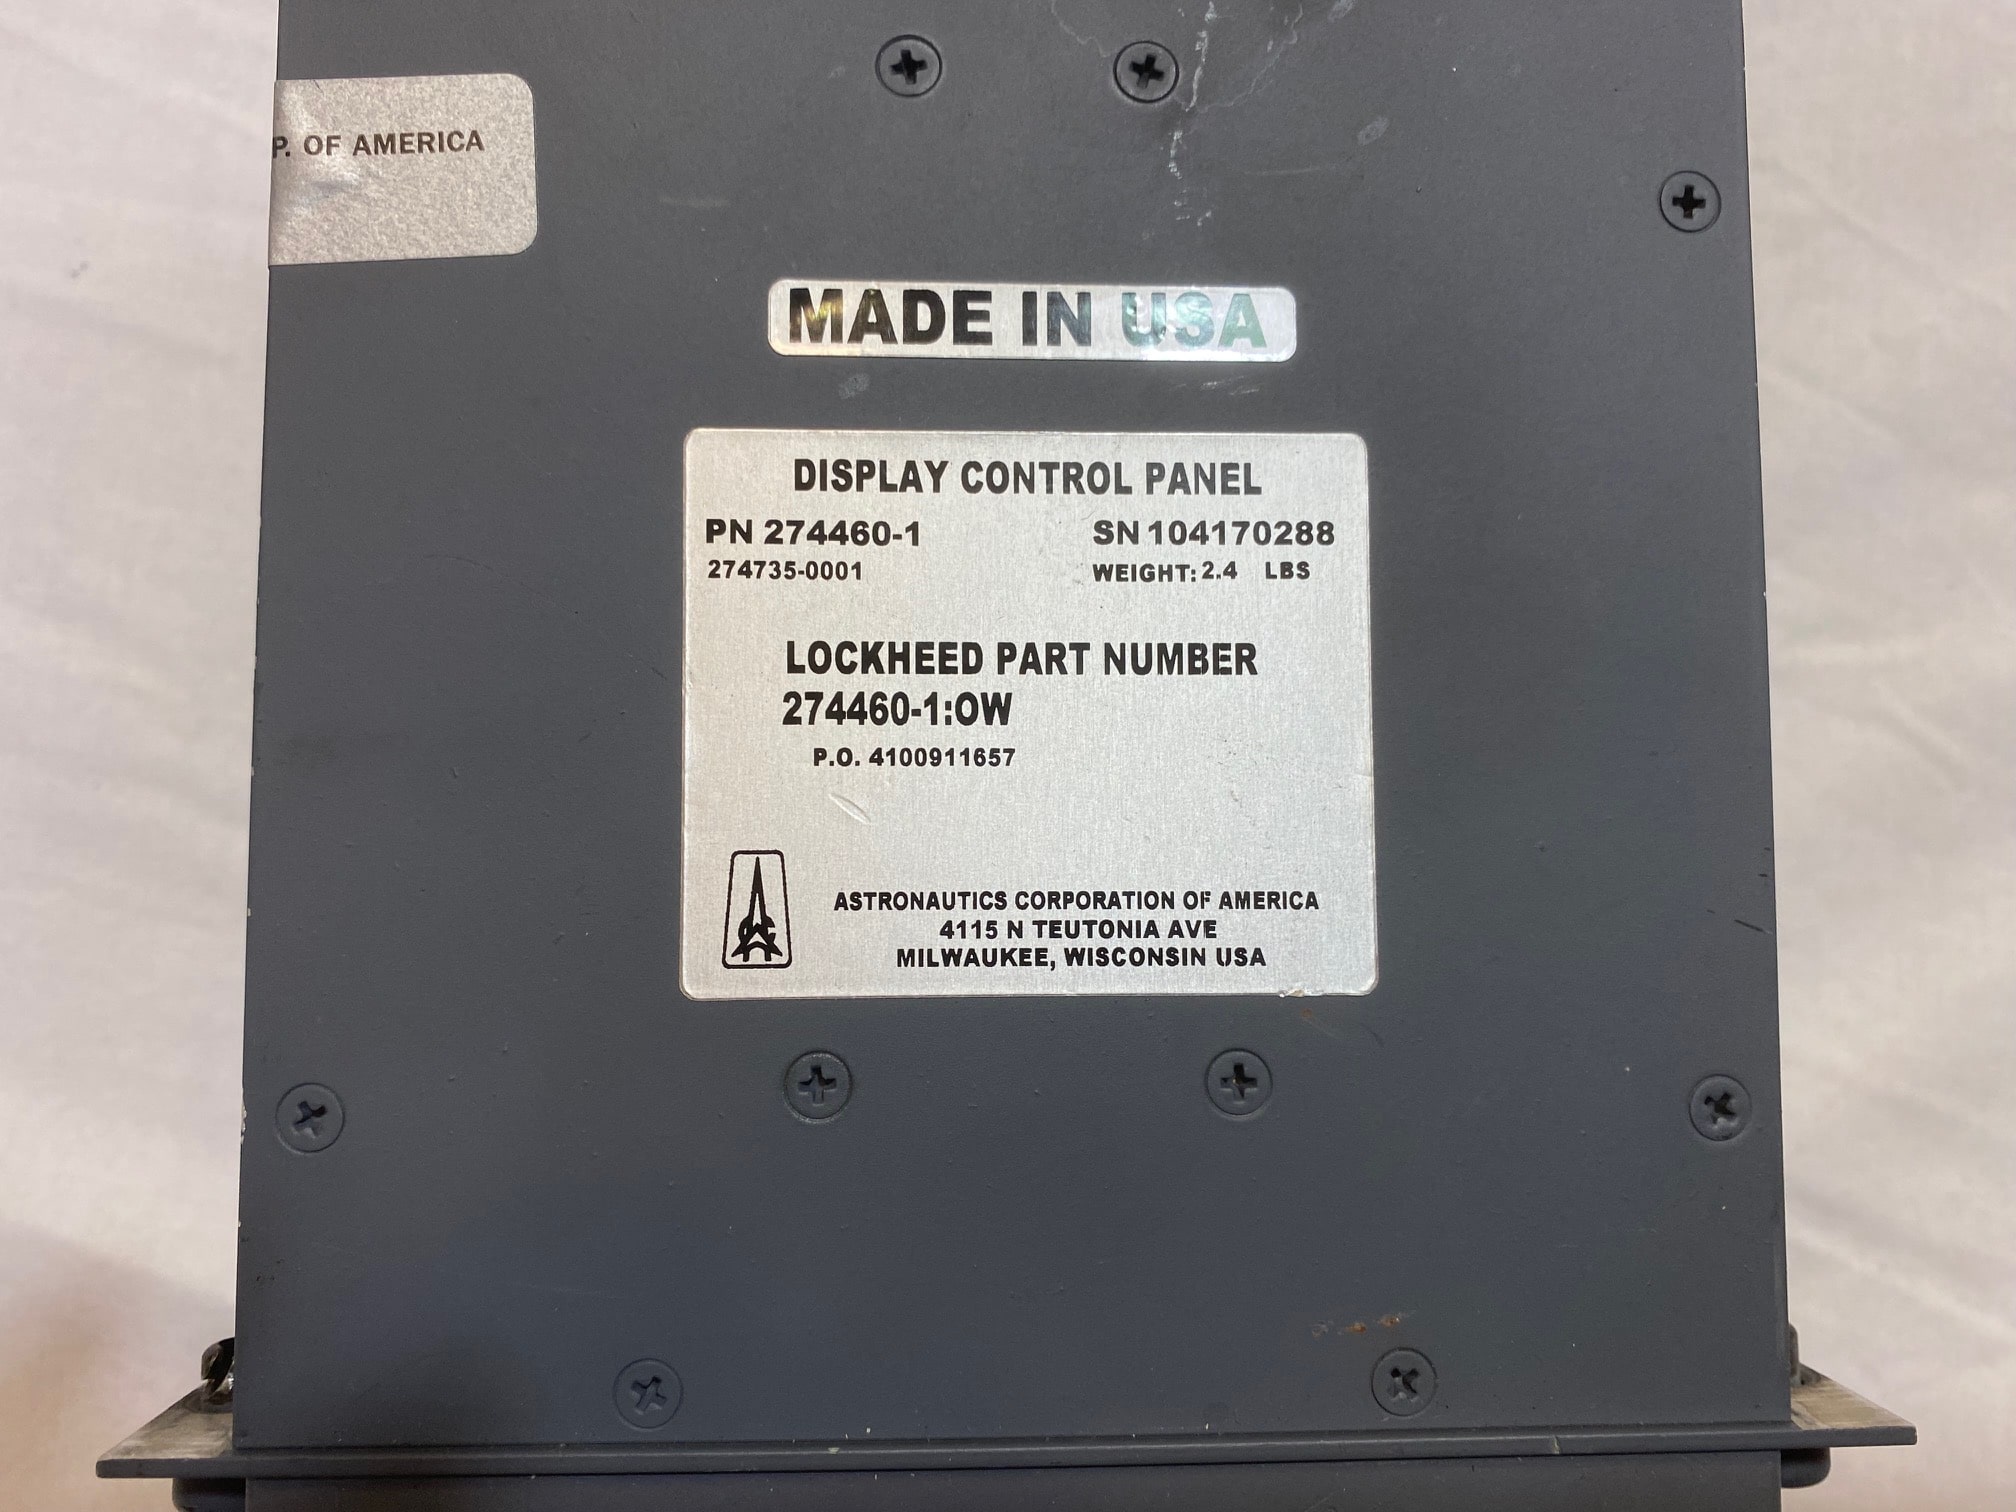 P. OF AMERICA
MADE IN USA
DISPLAY CONTROL PANEL
PN 274460-1 SN 104170288
274735-0001 WEIGHT: 2.4 LBS
LOCKHEED PART NUMBER
274460-1:OW
P.O. 4100911657
ASTRONAUTICS CORPORATION OF AMERICA
4115 N TEUTONIA AVE
MILWAUKEE, WISCONSIN USA